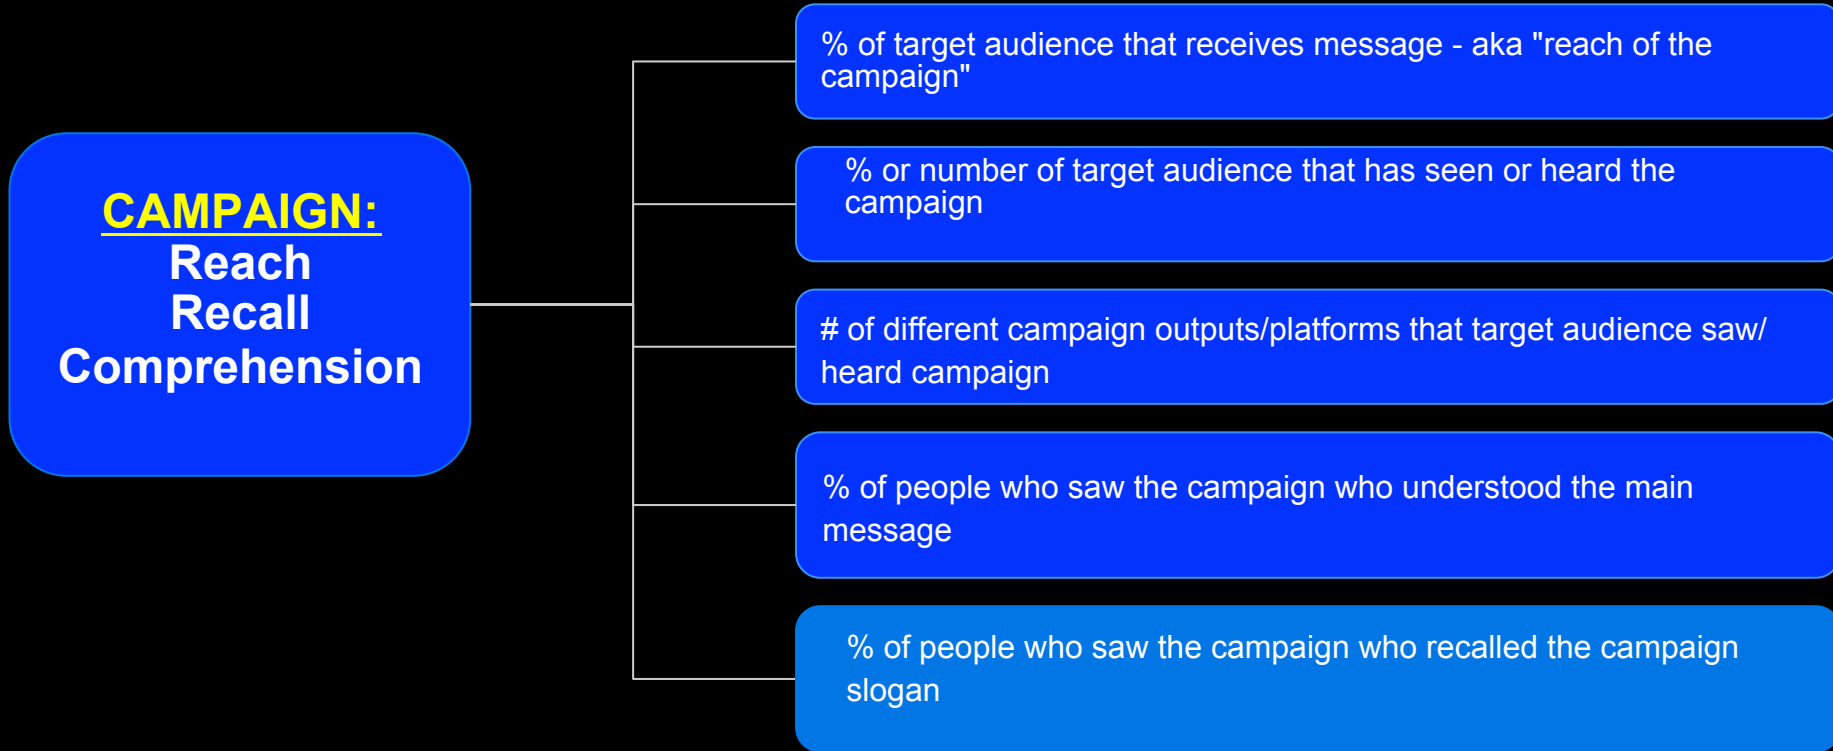 CAMPAIGN:
Reach
Recall
Comprehension
% of target audience that receives message - aka "reach of the
campaign"
% or number of target audience that has seen or heard the
campaign
# of different campaign outputs/platforms that target audience saw/
heard campaign
% of people who saw the campaign who understood the main
message
% of people who saw the campaign who recalled the campaign
slogan